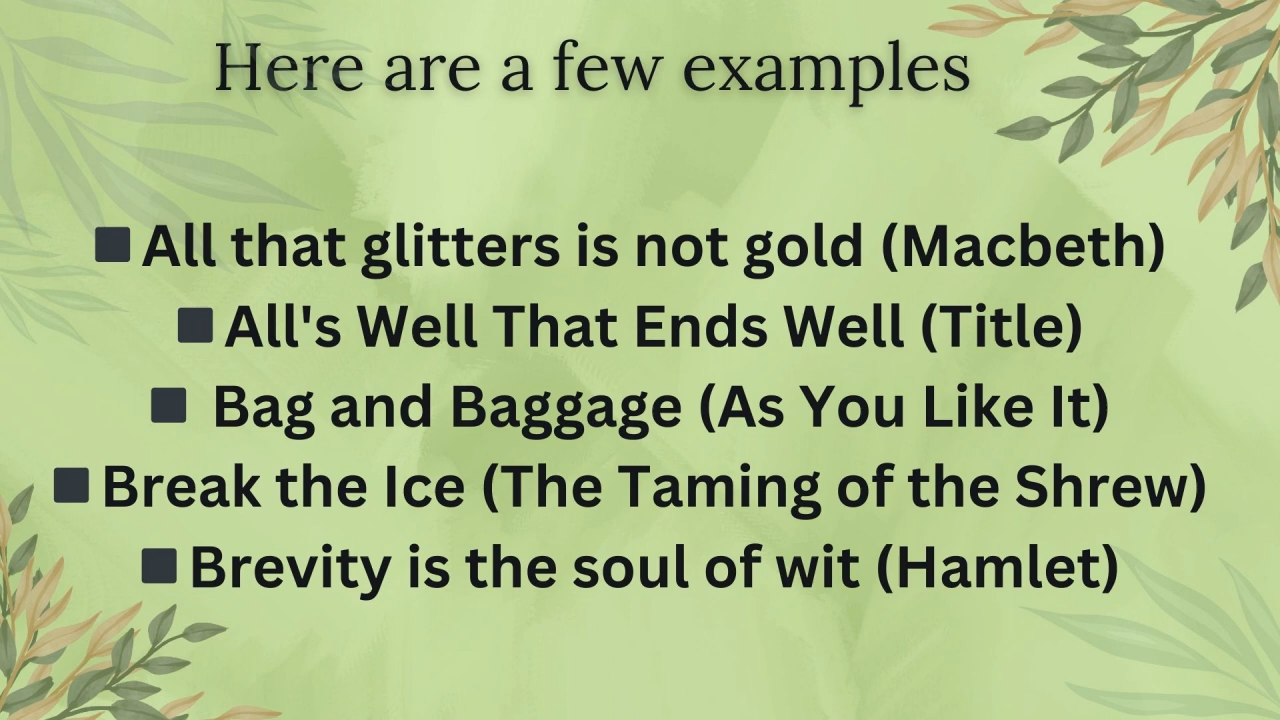 Here are a few examples
◼ All that glitters is not gold (Macbeth)
◼ All's Well That Ends Well (Title)
◼ Bag and Baggage (As You Like It)
◼ Break the Ice (The Taming of the Shrew)
◼ Brevity is the soul of wit (Hamlet)